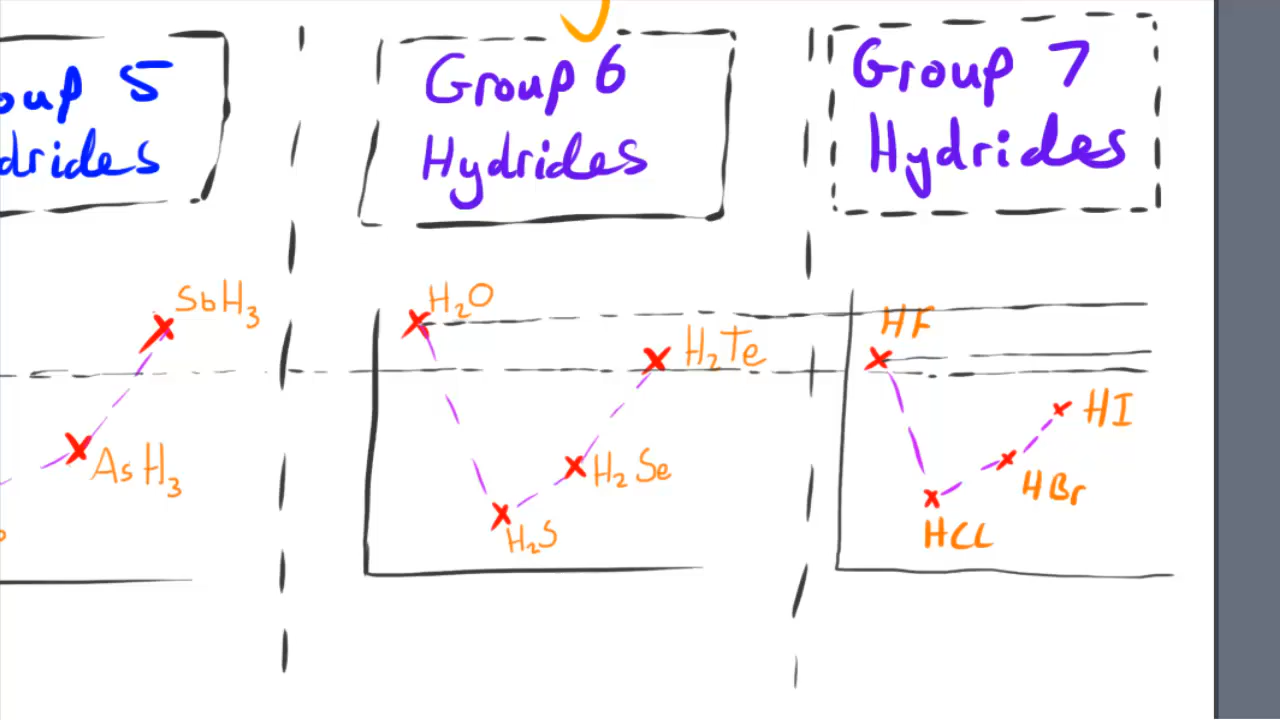 oup 5
drides
SbH3
AsH3
Group 6
Hydrides
H2O
H2Te
H2Se
H2S
Group 7
Hydrides
HF
HI
HBr
HCL